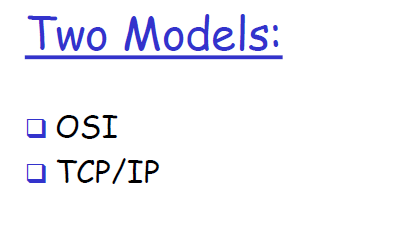 Two Models:
❑ OSI
❑ TCP/IP